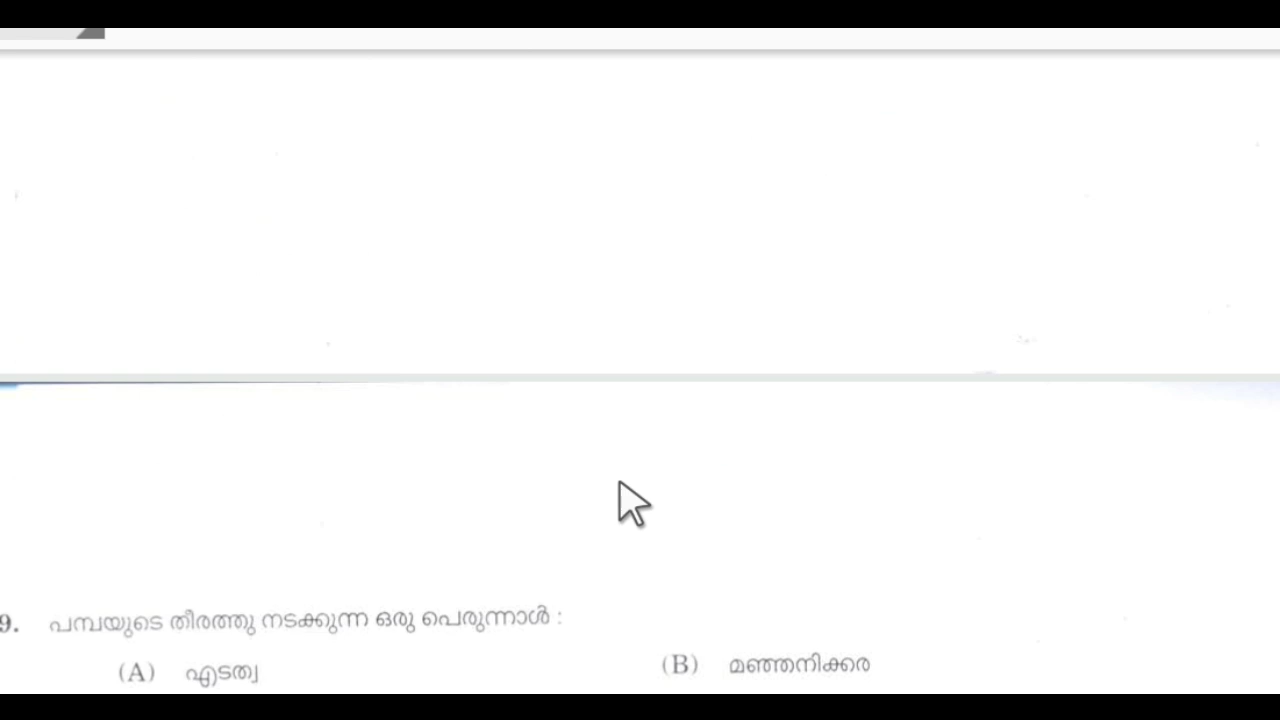 9. പമ്പയുടെ തീരത്തു നടക്കുന്ന ഒരു പെരുന്നാൾ :
(A) എടത്വ (B) മഞ്ഞനിക്കര